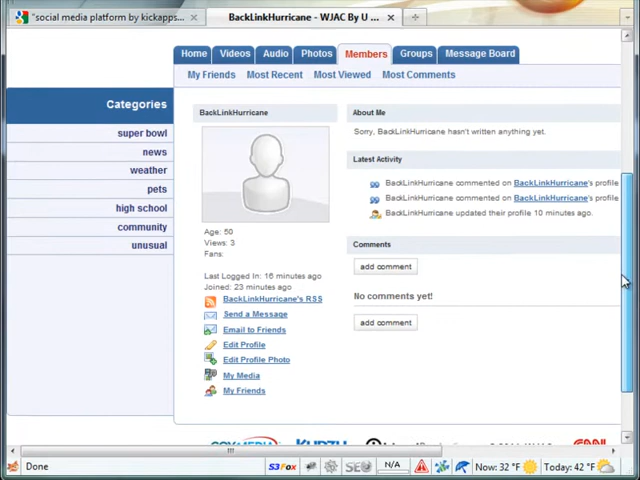 "social media platform by kickapps...
BackLinkHurricane - WJAC By U ...
Home Videos Audio Photos Members Groups Message Board
My Friends Most Recent Most Viewed Most Comments
Categories
super bowl
news
weather
pets
high school
community
unusual
BackLinkHurricane
Age: 50
Views: 3
Fans:
Last Logged In: 16 minutes ago
Joined: 23 minutes ago
BackLinkHurricane's RSS
Send a Message
Email to Friends
Edit Profile
Edit Profile Photo
My Media
My Friends
About Me
Sorry, BackLinkHurricane hasn't written anything yet.
Latest Activity
BackLinkHurricane commented on BackLinkHurricane's profile
BackLinkHurricane commented on BackLinkHurricane's profile
BackLinkHurricane updated their profile 10 minutes ago.
Comments
add comment
No comments yet!
add comment
Done
S3Fox
SEO
N/A
Now: 32 °F
Today: 42 °F